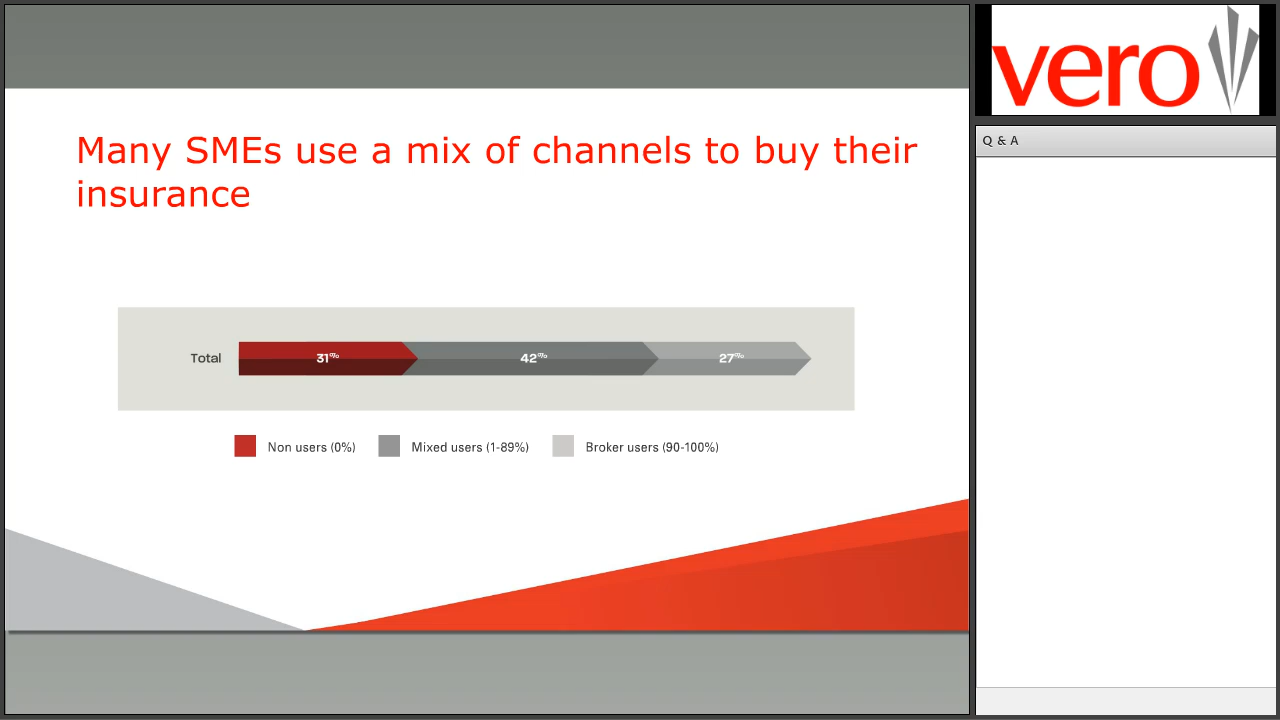 Many SMEs use a mix of channels to buy their
insurance
Total 31% 42% 27%
Non users (0%) Mixed users (1-89%) Broker users (90-100%)
vero
Q & A